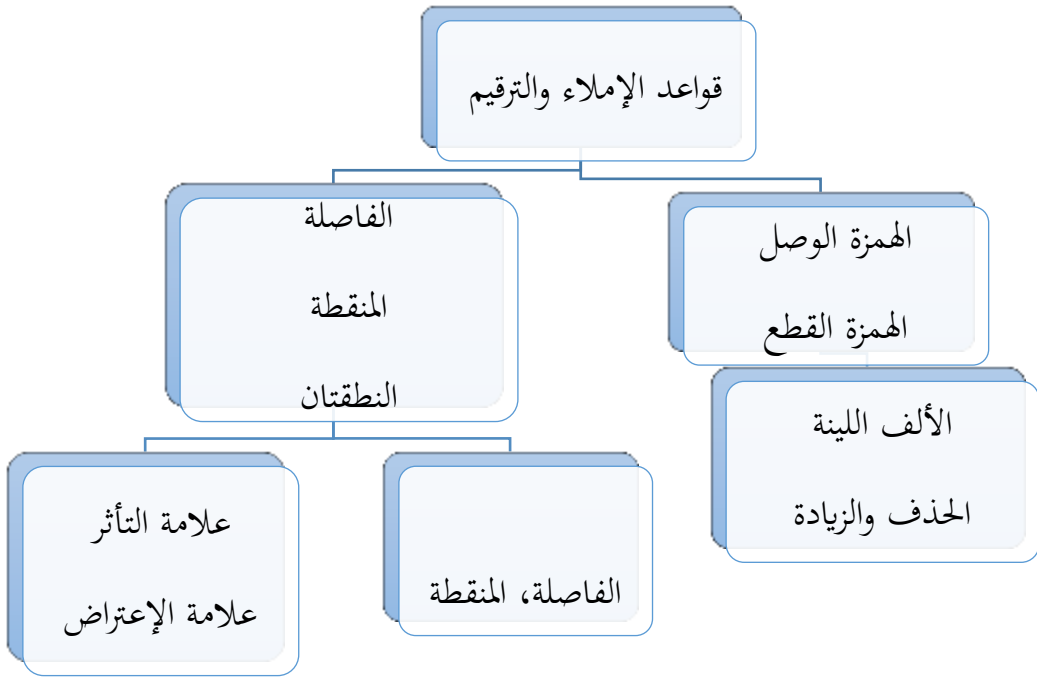 قواعد الإملاء والترقيم
الهمزة الوصل
الهمزة القطع
الفاصلة
المنقطة
النطقتان
الألف اللينة
الحذف والزيادة
الفاصلة، المنقطة
علامة التأثر
علامة الإعتراض